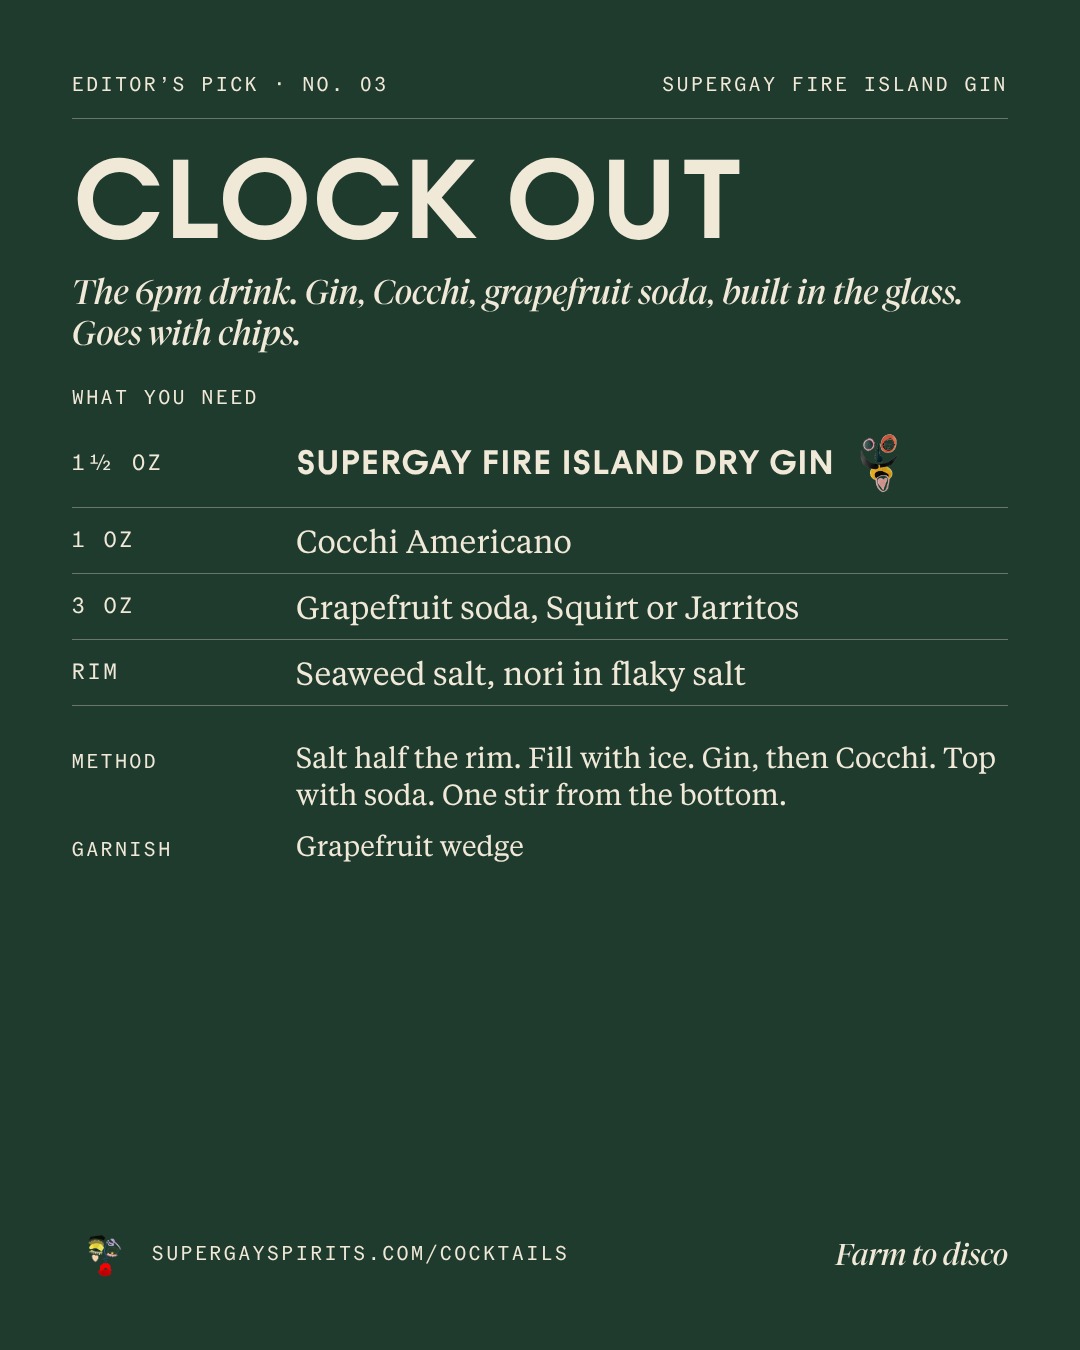 EDITOR’S PICK · NO. 03
SUPERGAY FIRE ISLAND GIN
CLOCK OUT
The 6pm drink. Gin, Cocchi, grapefruit soda, built in the glass.
Goes with chips.
WHAT YOU NEED
1½ OZ SUPERGAY FIRE ISLAND DRY GIN
1 OZ Cocchi Americano
3 OZ Grapefruit soda, Squirt or Jarritos
RIM Seaweed salt, nori in flaky salt
METHOD Salt half the rim. Fill with ice. Gin, then Cocchi. Top
with soda. One stir from the bottom.
GARNISH Grapefruit wedge
SUPERGAYSPIRITS.COM/COCKTAILS
Farm to disco